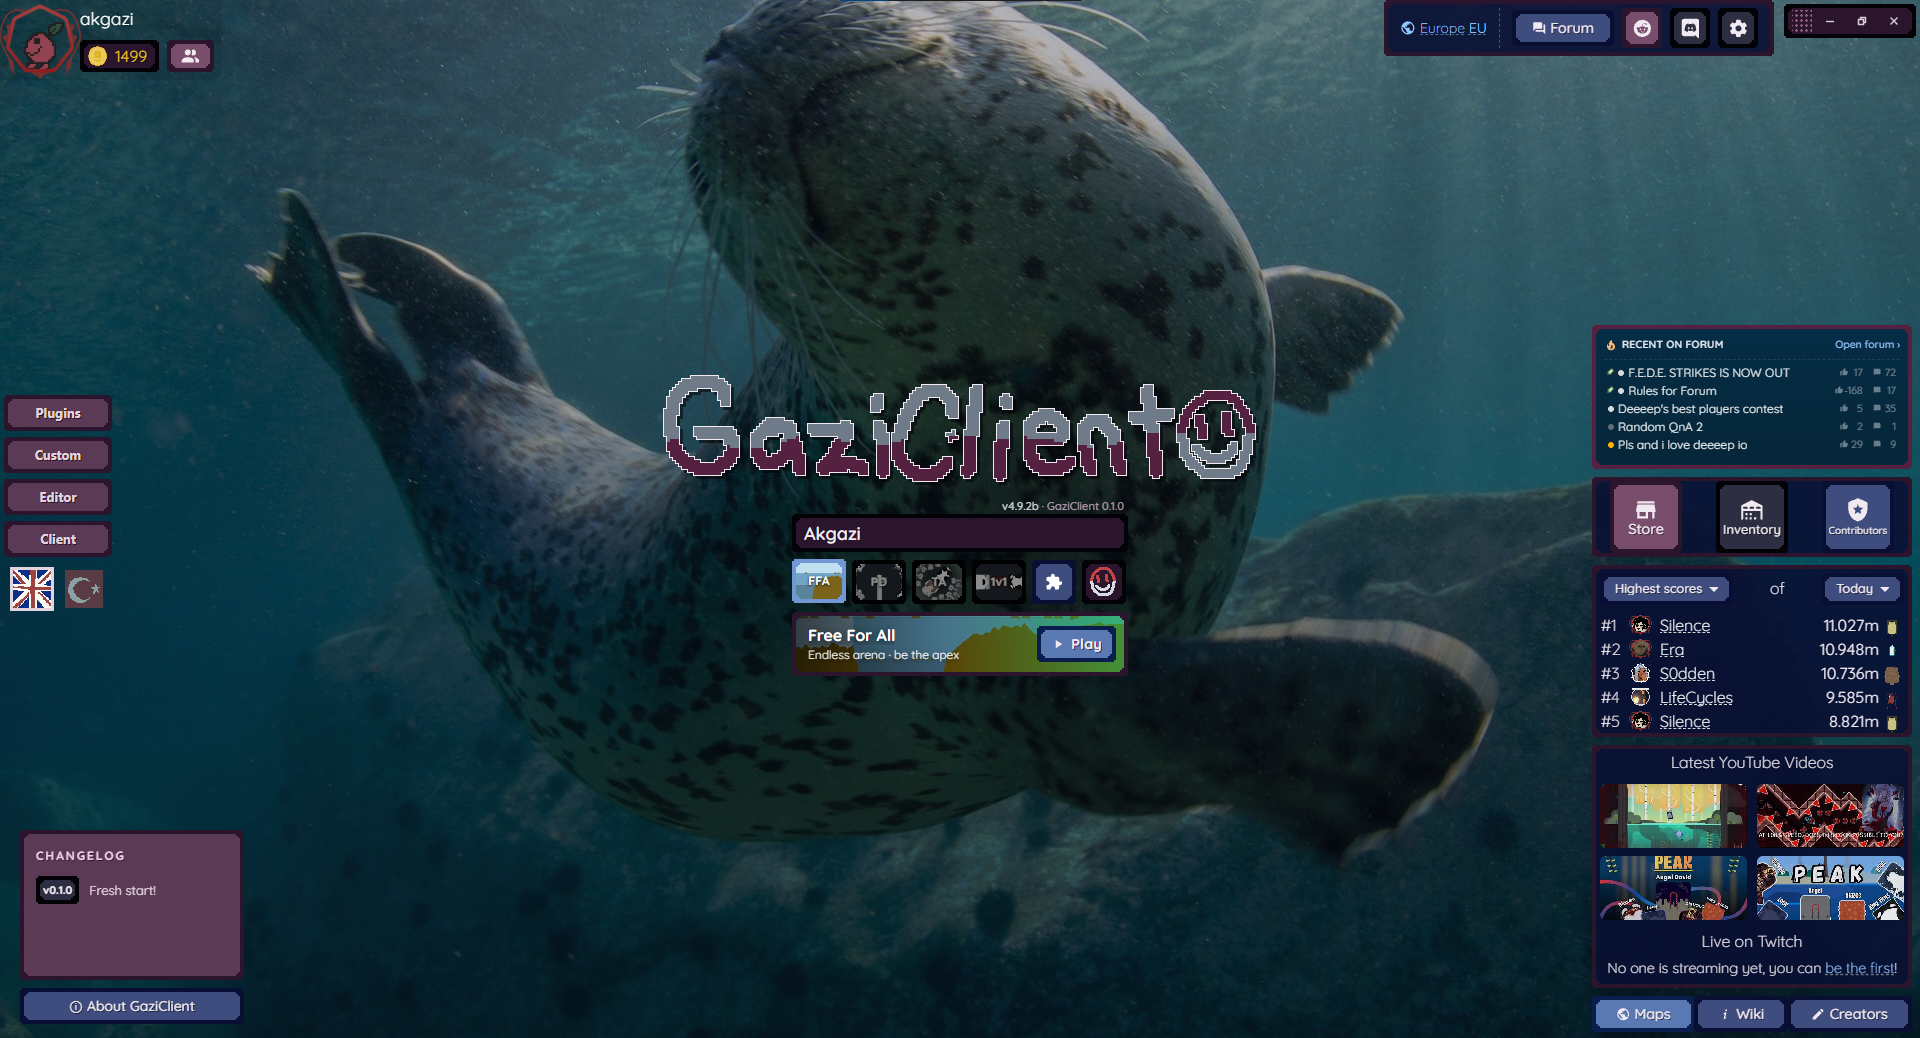 akgazi
1499
Europe EU
Forum
RECENT ON FORUM
Open forum ›
F.E.D.E. STRIKES IS NOW OUT 17 72
Rules for Forum -168 17
Deeeep's best players contest 5 35
Random QnA 2 2 1
Pls and i love deeeep io 29 9
GaziClient
v4.9.2b · GaziClient 0.1.0
Akgazi
FFA
PD
TA
1v1
Free For All
Endless arena · be the apex
Play
Plugins
Custom
Editor
Client
Store
Inventory
Contributors
Highest scores of Today
#1 Silence 11.027m
#2 Era 10.948m
#3 S0dden 10.736m
#4 LifeCycles 9.585m
#5 Silence 8.821m
Latest YouTube Videos
PEAK
Angel David
PEAK
Angel
Live on Twitch
No one is streaming yet, you can be the first!
CHANGELOG
v0.1.0 Fresh start!
About GaziClient
Maps
Wiki
Creators